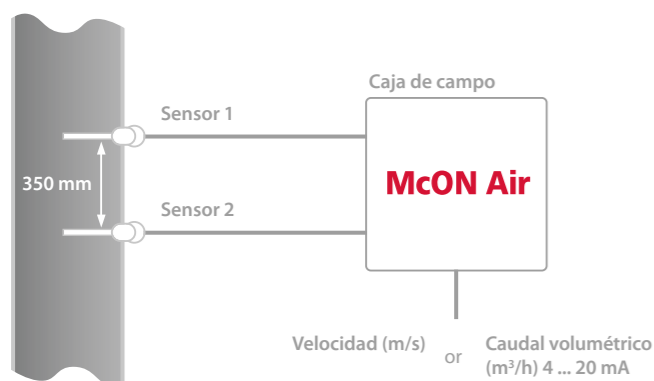 Caja de campo
Sensor 1
McON Air
350 mm
Sensor 2
Velocidad (m/s)
or
Caudal volumétrico
(m³/h) 4 ... 20 mA